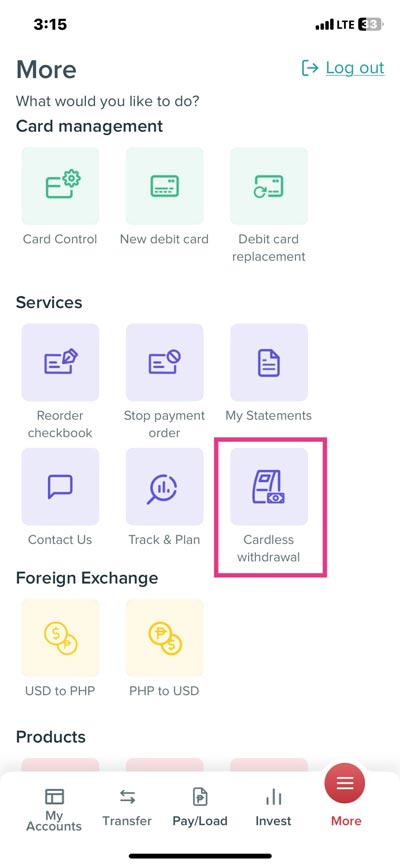 3:15
LTE 33
More
Log out
What would you like to do?
Card management
Card Control
New debit card
Debit card
replacement
Services
Reorder
checkbook
Stop payment
order
My Statements
Contact Us
Track & Plan
Cardless
withdrawal
Foreign Exchange
$
₱
₱
$
USD to PHP
PHP to USD
Products
₱
My
Accounts
Transfer
Pay/Load
Invest
More